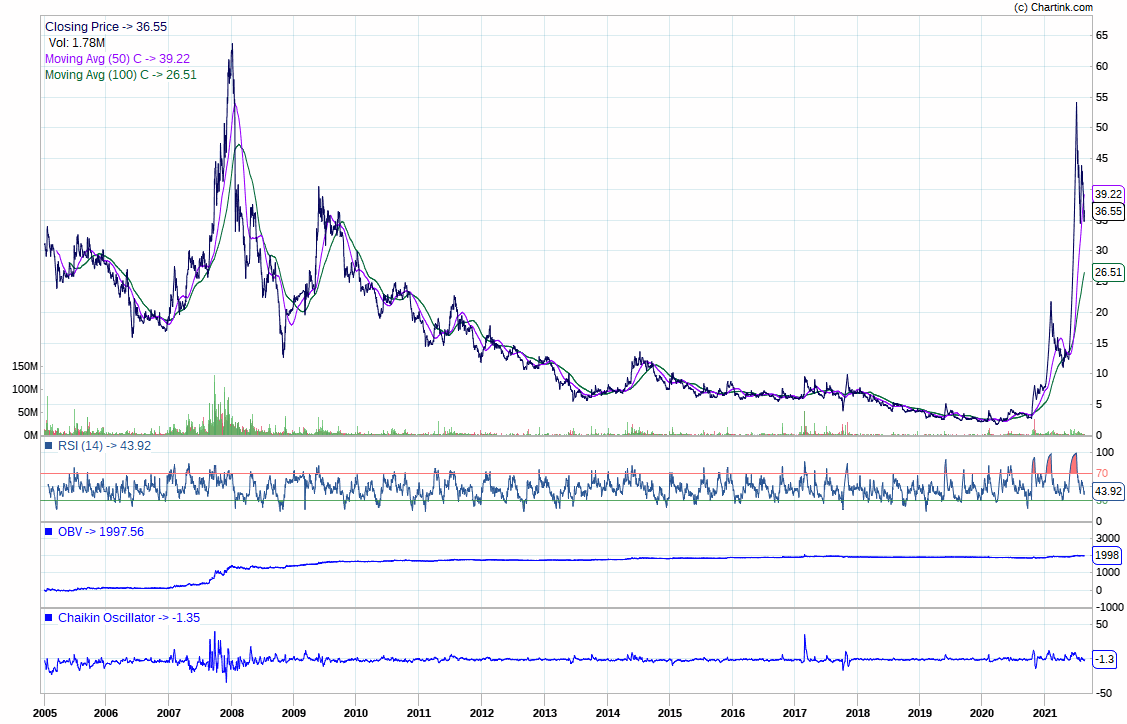 (c) Chartink.com
Closing Price -> 36.55
Vol: 1.78M
Moving Avg (50) C -> 39.22
Moving Avg (100) C -> 26.51
65
60
55
50
45
39.22
36.55
30
26.51
25
20
15
10
5
0
150M
100M
50M
0M
RSI (14) -> 43.92
100
70
43.92
0
OBV -> 1997.56
3000
1998
1000
0
-1000
Chaikin Oscillator -> -1.35
50
-1.3
-50
2005 2006 2007 2008 2009 2010 2011 2012 2013 2014 2015 2016 2017 2018 2019 2020 2021